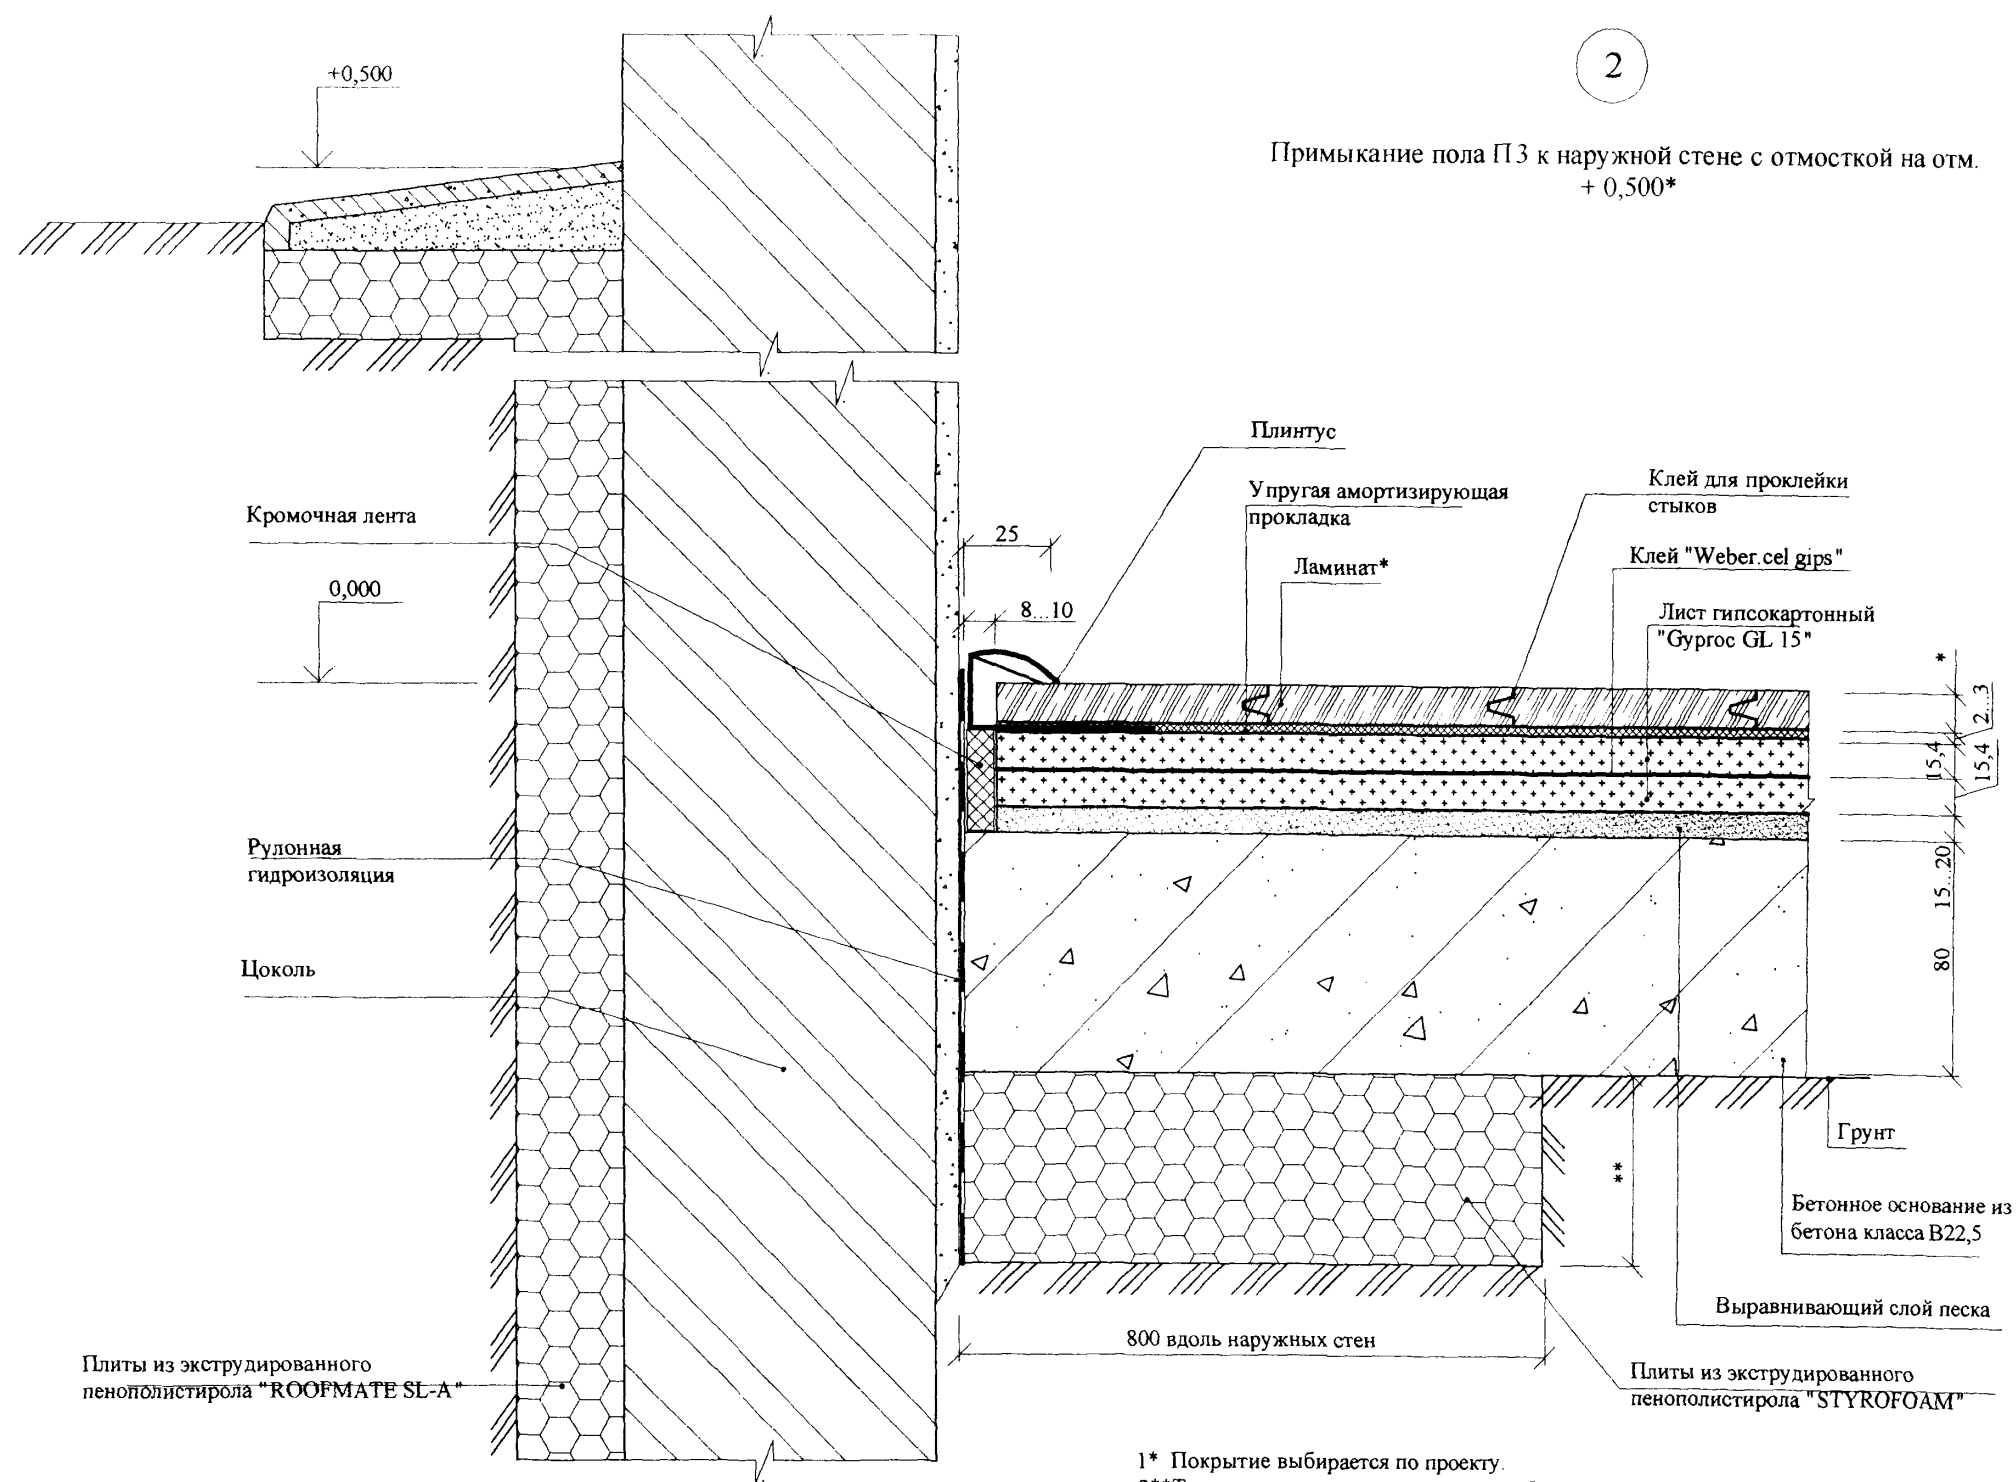 2
Примыкание пола П3 к наружной стене с отмосткой на отм.
+ 0,500*
+0,500
Плинтус
Упругая амортизирующая
прокладка
Клей для проклейки
стыков
Кромочная лента
25
Ламинат*
Клей "Weber.cel gips"
0,000
8...10
Лист гипсокартонный
"Gyproc GL 15"
*
2...3
15,4
15,4
Рулонная
гидроизоляция
15...20
Цоколь
80
Грунт
**
Бетонное основание из
бетона класса В22,5
Выравнивающий слой песка
800 вдоль наружных стен
Плиты из экструдированного
пенополистирола "ROOFMATE SL-A"
Плиты из экструдированного
пенополистирола "STYROFOAM"
1* Покрытие выбирается по проекту.